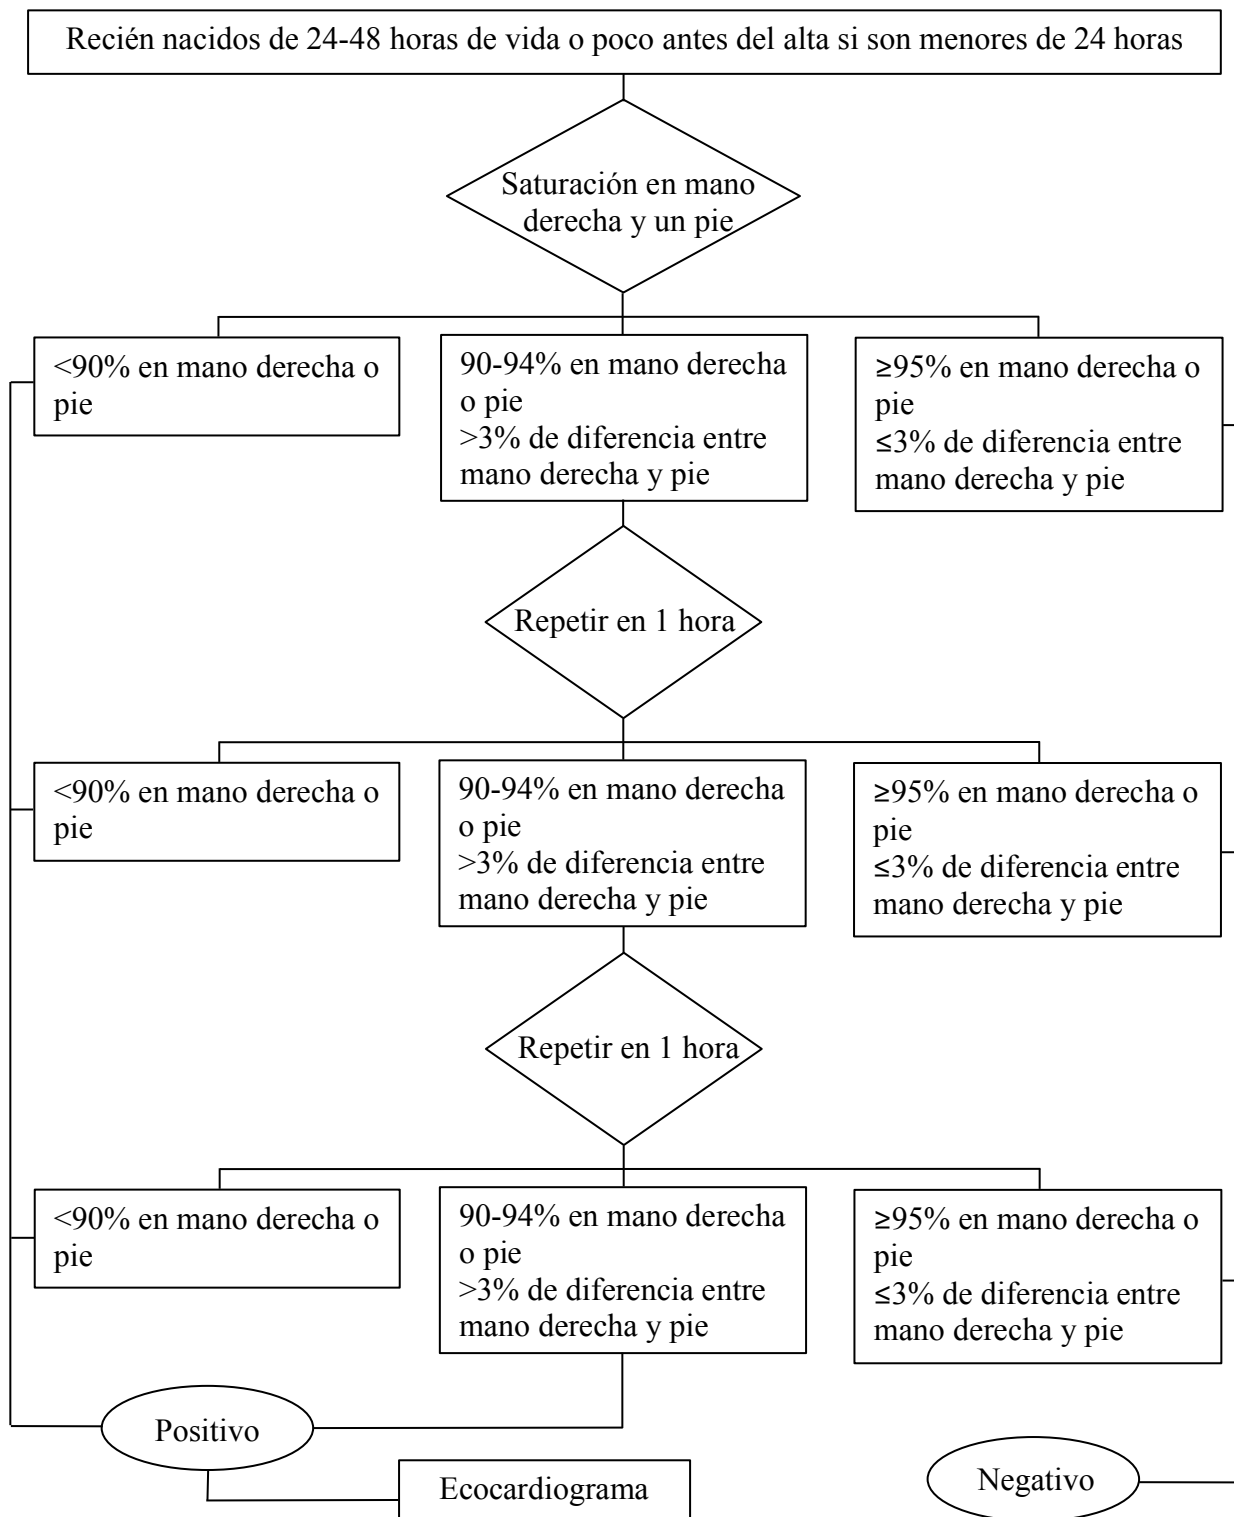 Recién nacidos de 24-48 horas de vida o poco antes del alta si son menores de 24 horas
Saturación en mano
derecha y un pie
<90% en mano derecha o
pie
90-94% en mano derecha
o pie
>3% de diferencia entre
mano derecha y pie
≥95% en mano derecha o
pie
≤3% de diferencia entre
mano derecha y pie
Repetir en 1 hora
<90% en mano derecha o
pie
90-94% en mano derecha
o pie
>3% de diferencia entre
mano derecha y pie
≥95% en mano derecha o
pie
≤3% de diferencia entre
mano derecha y pie
Repetir en 1 hora
<90% en mano derecha o
pie
90-94% en mano derecha
o pie
>3% de diferencia entre
mano derecha y pie
≥95% en mano derecha o
pie
≤3% de diferencia entre
mano derecha y pie
Positivo
Ecocardiograma
Negativo